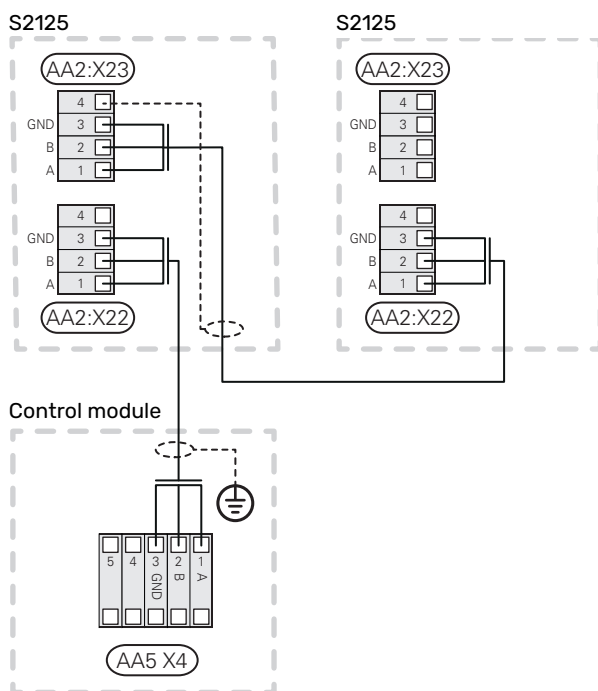 S2125
S2125
AA2:X23
4
GND 3
B 2
A 1
4
GND 3
B 2
A 1
AA2:X22
AA2:X23
4
GND 3
B 2
A 1
4
GND 3
B 2
A 1
AA2:X22
Control module
5 4 3 2 1
GND B A
AA5 X4